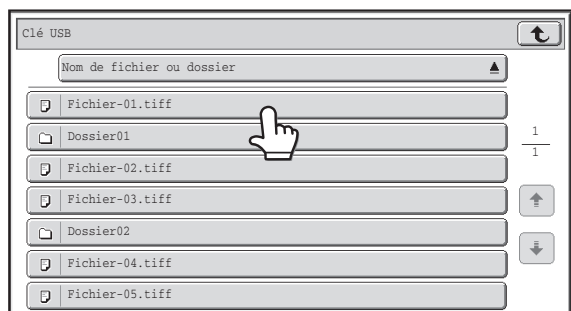 Clé USB
Nom de fichier ou dossier
Fichier-01.tiff
Dossier01
1
1
Fichier-02.tiff
Fichier-03.tiff
Dossier02
Fichier-04.tiff
Fichier-05.tiff